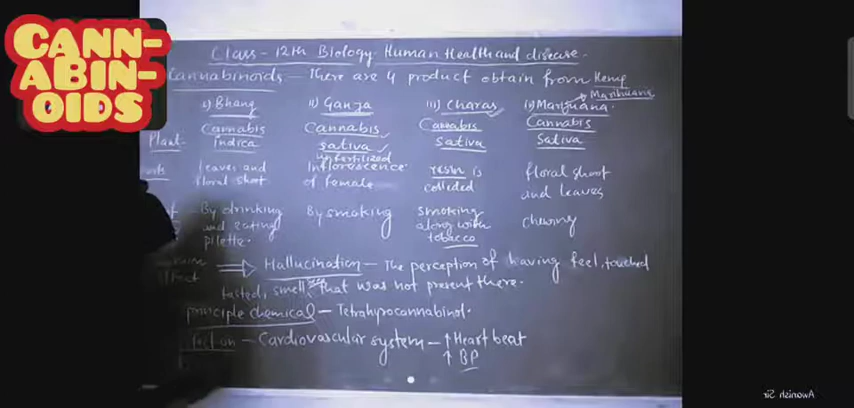 CANN-
ABIN-
OIDS
Class - 12th Biology Human Health and disease.
Cannabinoids - There are 4 product obtain from Hemp
Marihuana
i) Bhang ii) Ganja iii) Charas iv) Marijuana.
Plant Cannabis indica Cannabis sativa Cannabis sativa Cannabis sativa
leaves and floral shoot unfertilized Inflorescence of female resin is collected floral shoot and leaves
By drinking and eating pilette. By smoking smoking along with tobacco chewing
Hallucination - The perception of having feel, touched
tasted, smell that was not present there.
principle chemical - Tetrahipocannabinol.
Cardiovascular system - ↑ Heart beat
↑ BP
Awonish Sir